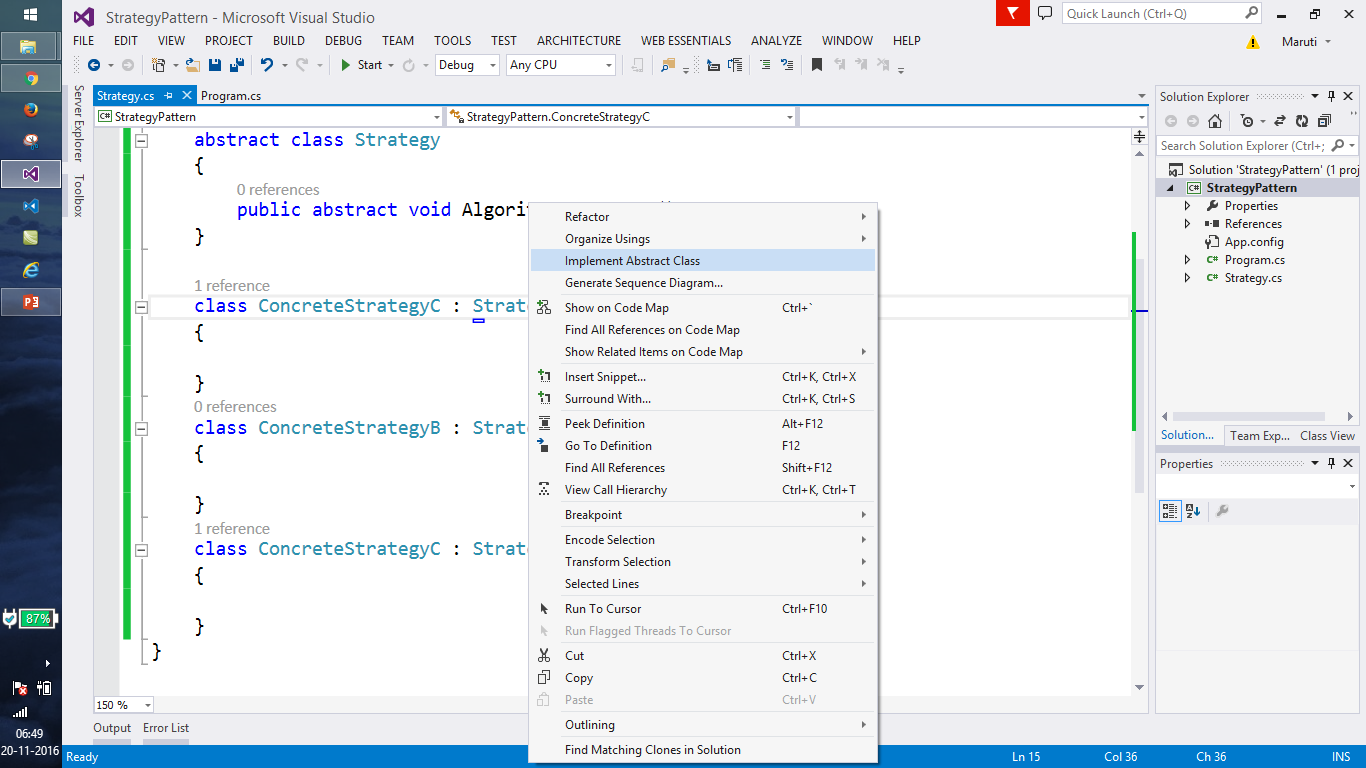 StrategyPattern - Microsoft Visual Studio
Quick Launch (Ctrl+Q)
FILE EDIT VIEW PROJECT BUILD DEBUG TEAM TOOLS TEST ARCHITECTURE WEB ESSENTIALS ANALYZE WINDOW HELP
Maruti
Start Debug Any CPU
Server Explorer
Toolbox
Strategy.cs Program.cs
StrategyPattern StrategyPattern.ConcreteStrategyC
abstract class Strategy
{
0 references
public abstract void Algori
}
1 reference
class ConcreteStrategyC : Strat
{
}
0 references
class ConcreteStrategyB : Strat
{
}
1 reference
class ConcreteStrategyC : Strat
{
}
}
150 %
Refactor
Organize Usings
Implement Abstract Class
Generate Sequence Diagram...
Show on Code Map Ctrl+`
Find All References on Code Map
Show Related Items on Code Map
Insert Snippet... Ctrl+K, Ctrl+X
Surround With... Ctrl+K, Ctrl+S
Peek Definition Alt+F12
Go To Definition F12
Find All References Shift+F12
View Call Hierarchy Ctrl+K, Ctrl+T
Breakpoint
Encode Selection
Transform Selection
Selected Lines
Run To Cursor Ctrl+F10
Run Flagged Threads To Cursor
Cut Ctrl+X
Copy Ctrl+C
Paste Ctrl+V
Outlining
Find Matching Clones in Solution
Solution Explorer
Search Solution Explorer (Ctrl+;
Solution 'StrategyPattern' (1 proj
C# StrategyPattern
Properties
References
App.config
C# Program.cs
C# Strategy.cs
Solution... Team Exp... Class View
Properties
Output Error List
Ready Ln 15 Col 36 Ch 36 INS
87%
06:49
20-11-2016